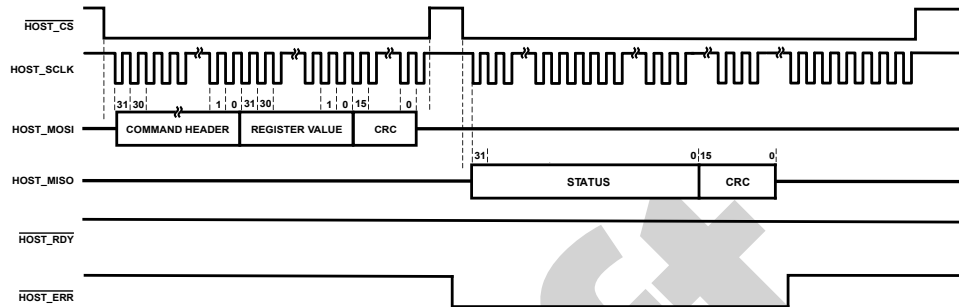 HOST_CS
HOST_SCLK
31 30 1 0 31 30 1 0 15 0
HOST_MOSI COMMAND HEADER REGISTER VALUE CRC
31 0 15 0
HOST_MISO STATUS CRC
HOST_RDY
HOST_ERR